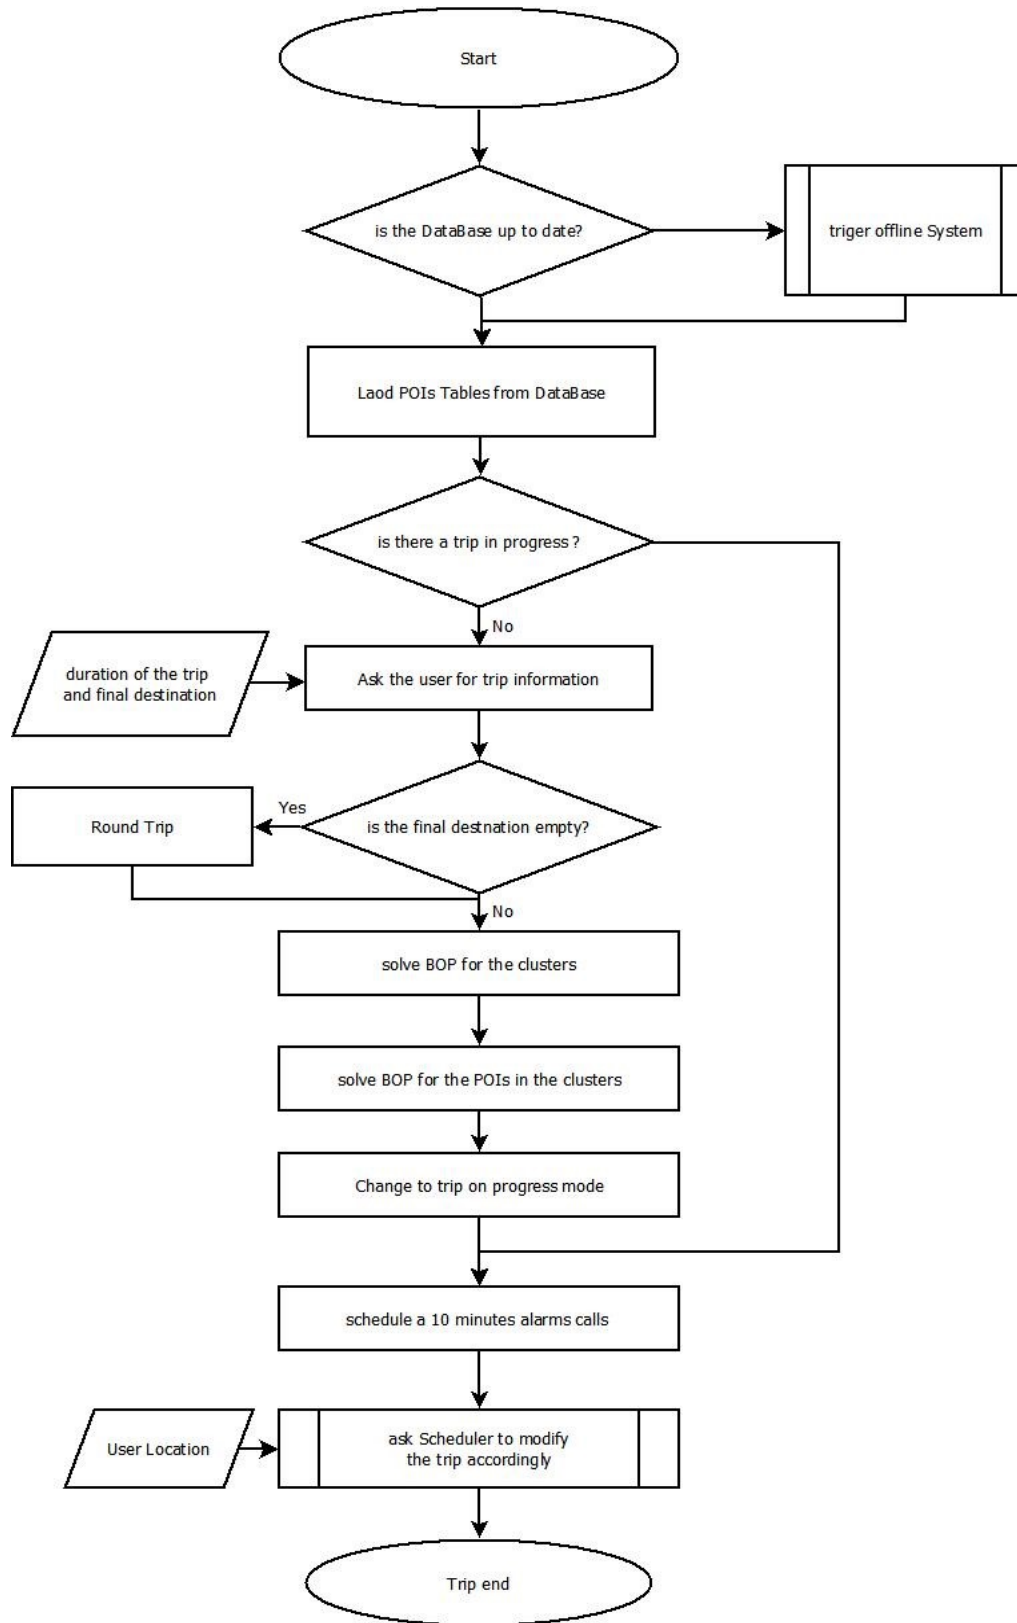 Start
is the DataBase up to date?
triger offline System
Laod POIs Tables from DataBase
is there a trip in progress ?
No
duration of the trip
and final destination
Ask the user for trip information
Yes
Round Trip
is the final destnation empty?
No
solve BOP for the clusters
solve BOP for the POIs in the clusters
Change to trip on progress mode
schedule a 10 minutes alarms calls
User Location
ask Scheduler to modify
the trip accordingly
Trip end